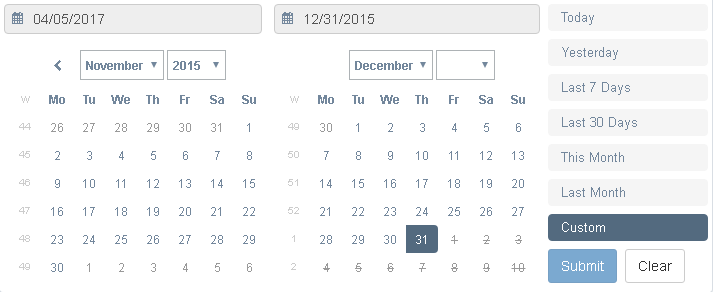 04/05/2017
12/31/2015
Today
Yesterday
Last 7 Days
Last 30 Days
This Month
Last Month
Custom
Submit Clear
November 2015
W Mo Tu We Th Fr Sa Su
44 26 27 28 29 30 31 1
45 2 3 4 5 6 7 8
46 9 10 11 12 13 14 15
47 16 17 18 19 20 21 22
48 23 24 25 26 27 28 29
49 30 1 2 3 4 5 6
December
W Mo Tu We Th Fr Sa Su
49 30 1 2 3 4 5 6
50 7 8 9 10 11 12 13
51 14 15 16 17 18 19 20
52 21 22 23 24 25 26 27
1 28 29 30 31 1 2 3
2 4 5 6 7 8 9 10